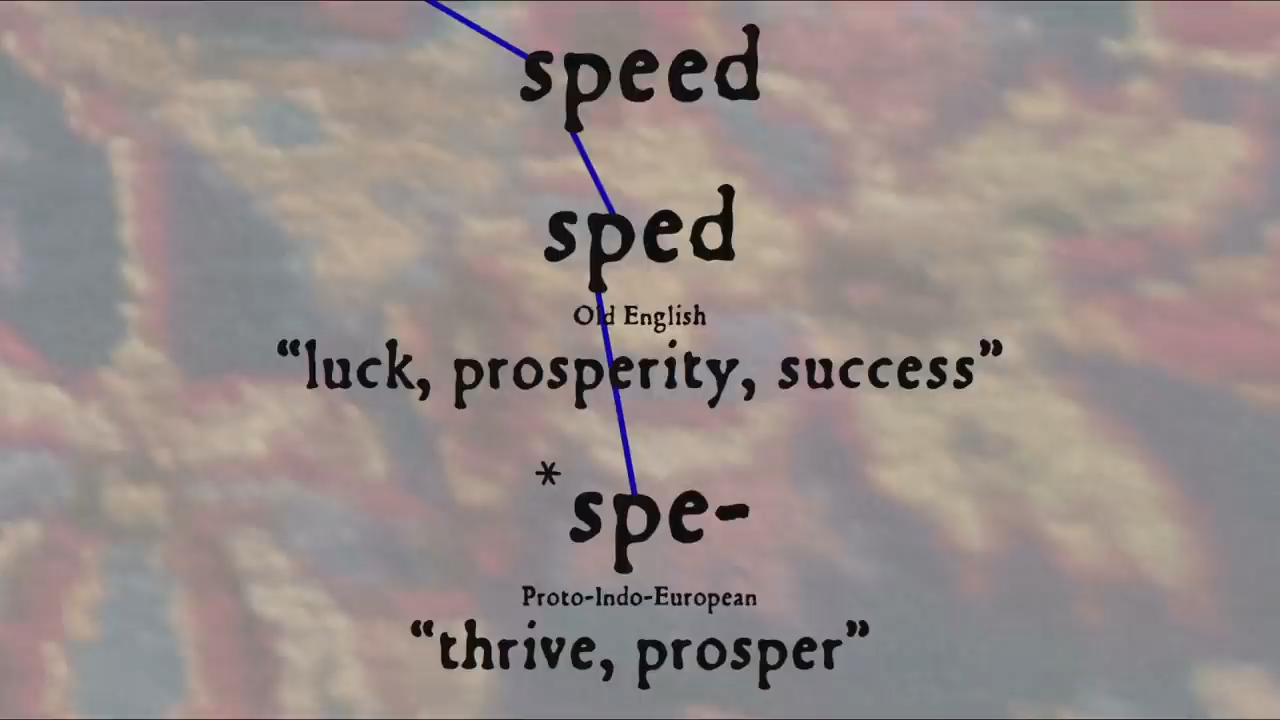 speed
sped
Old English
“luck, prosperity, success”
*spe-
Proto-Indo-European
“thrive, prosper”